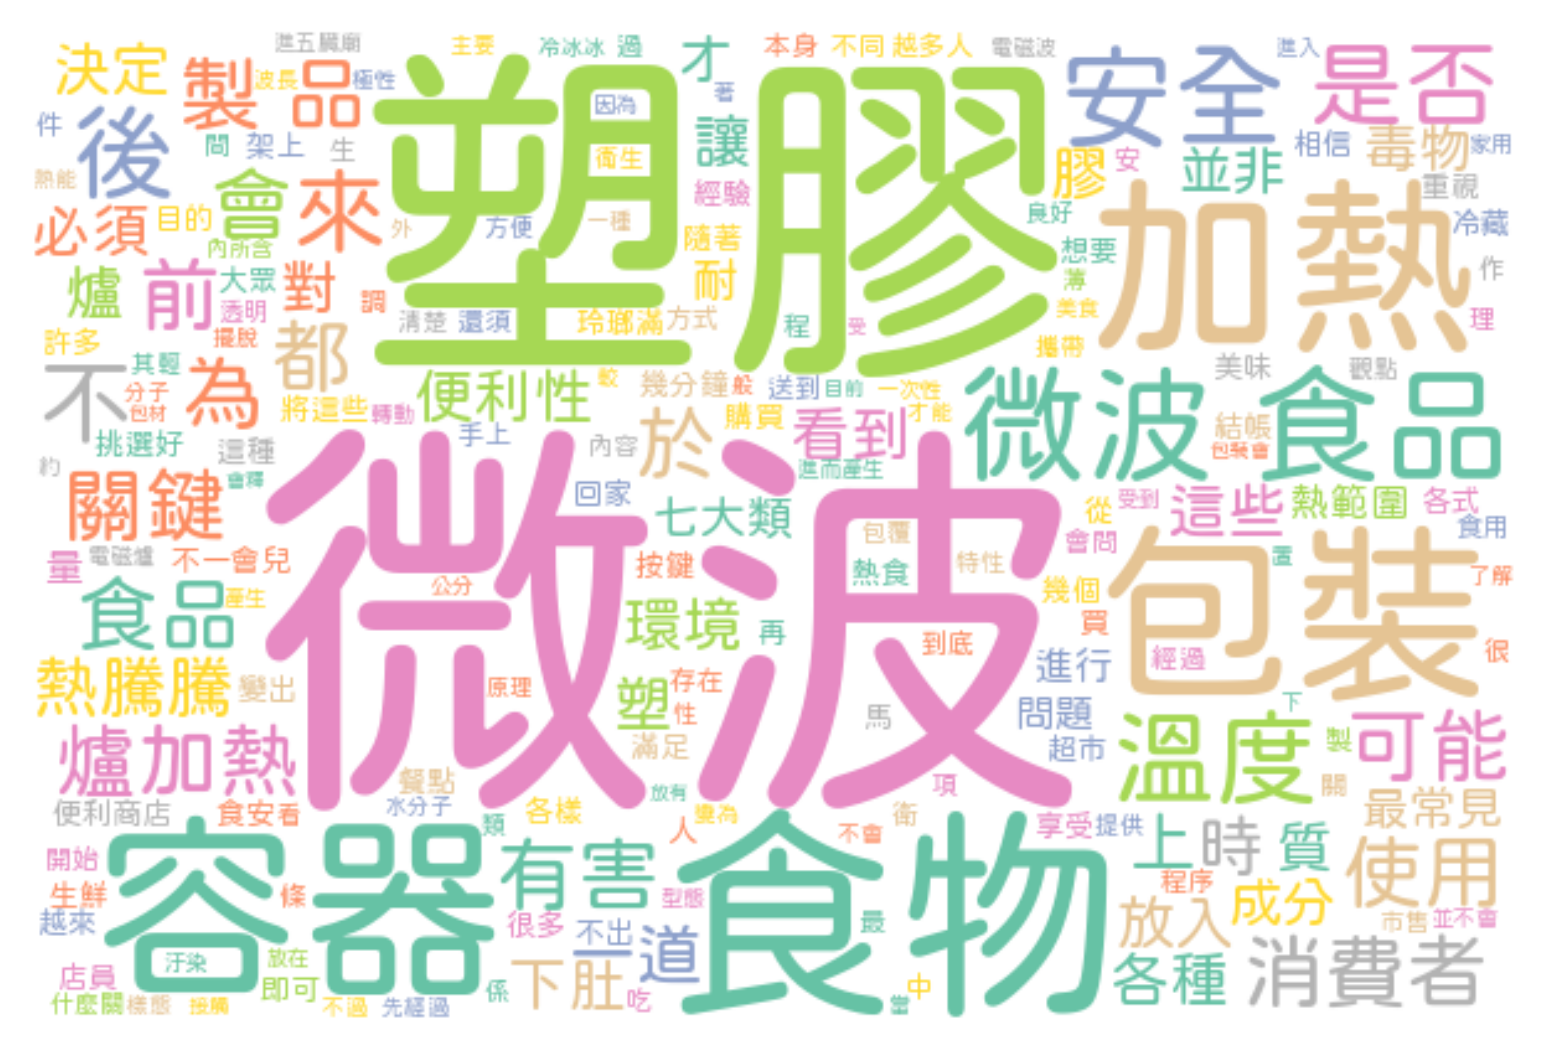 進五臟廟
主要
冷冰冰
過
才
本身
不同
越多人
電磁波
進入
決定
製品
波長
極性
塑膠
因為
著
安全
是否
件
後
間
架上
生
衛生
讓
膠
安
並非
相信
毒物
家用
熱能
會
來
經驗
加熱
重視
必須
目的
外
方便
一種
良好
冷藏
內所含
隨著
想要
爐
前
大眾
對
耐
薄
作
透明
調
清楚
還須
玲瑯滿
方式
程
受
美食
理
許多
擺脫
都
攜帶
不
其輕
為
便利性
較
幾分鐘
般
送到
目前
一次性
微波食品
美味
觀點
分子
包材
將這些
轉動
購買
才能
挑選好
這種
手上
內容
於
看到
結帳
包裝會
約
進而產生
關鍵
會釋
微波
回家
七大類
從
受到
這些
熱範圍
各式
包覆
會問
食用
量
電磁爐
不一會兒
按鍵
熱食
特性
包裝
置
食品
產生
公分
幾個
了解
環境
再
買
到底
很
熱騰騰
變出
原理
塑
存在
進行
經過
性
馬
問題
下
爐加熱
滿足
超市
溫度
製
可能
餐點
放有
項
關
便利商店
食安看
水分子
類
各樣
變為
人
不會
衛
享受
提供
上
時
質
最常見
容器
有害
食物
開始
程序
使用
生鮮
條
型態
成分
越來
很多
不出
道
最
放入
市售
並不會
汙染
放在
店員
即可
係
下肚
吃
中
各種
消費者
什麼關
樣態
接觸
不過
先經過